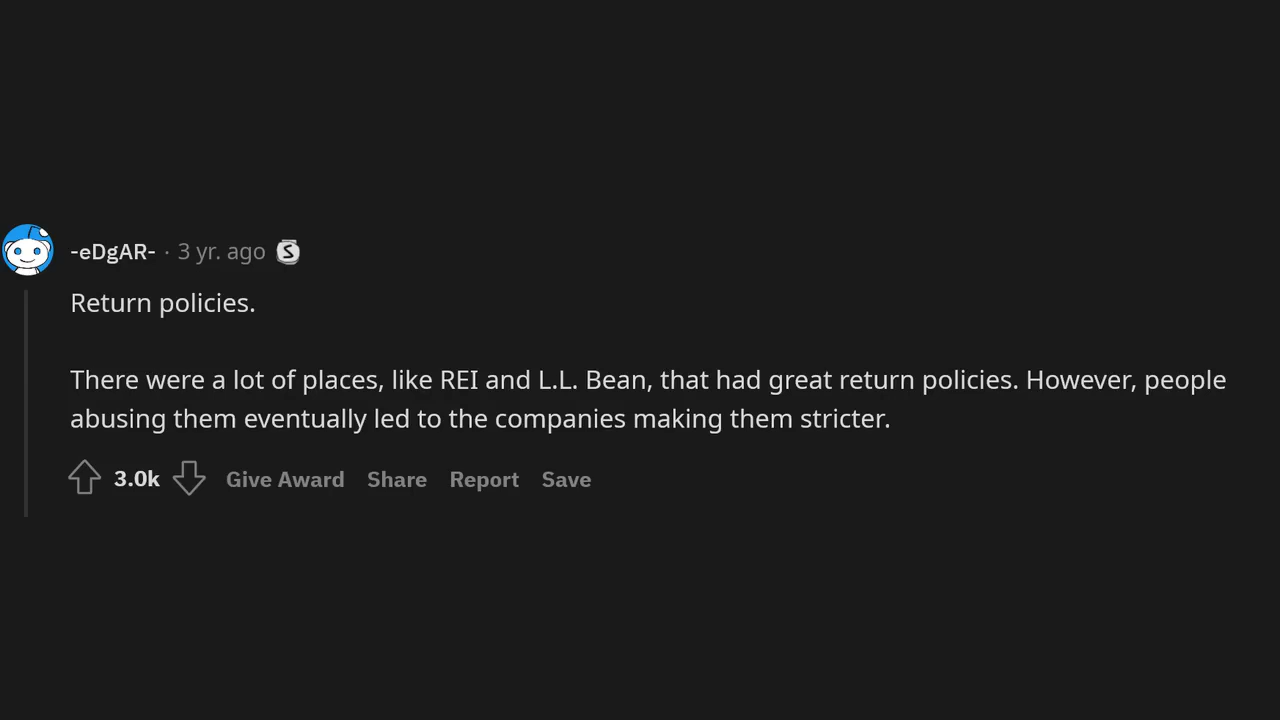 -eDgAR- · 3 yr. ago S
Return policies.
There were a lot of places, like REI and L.L. Bean, that had great return policies. However, people
abusing them eventually led to the companies making them stricter.
3.0k Give Award Share Report Save